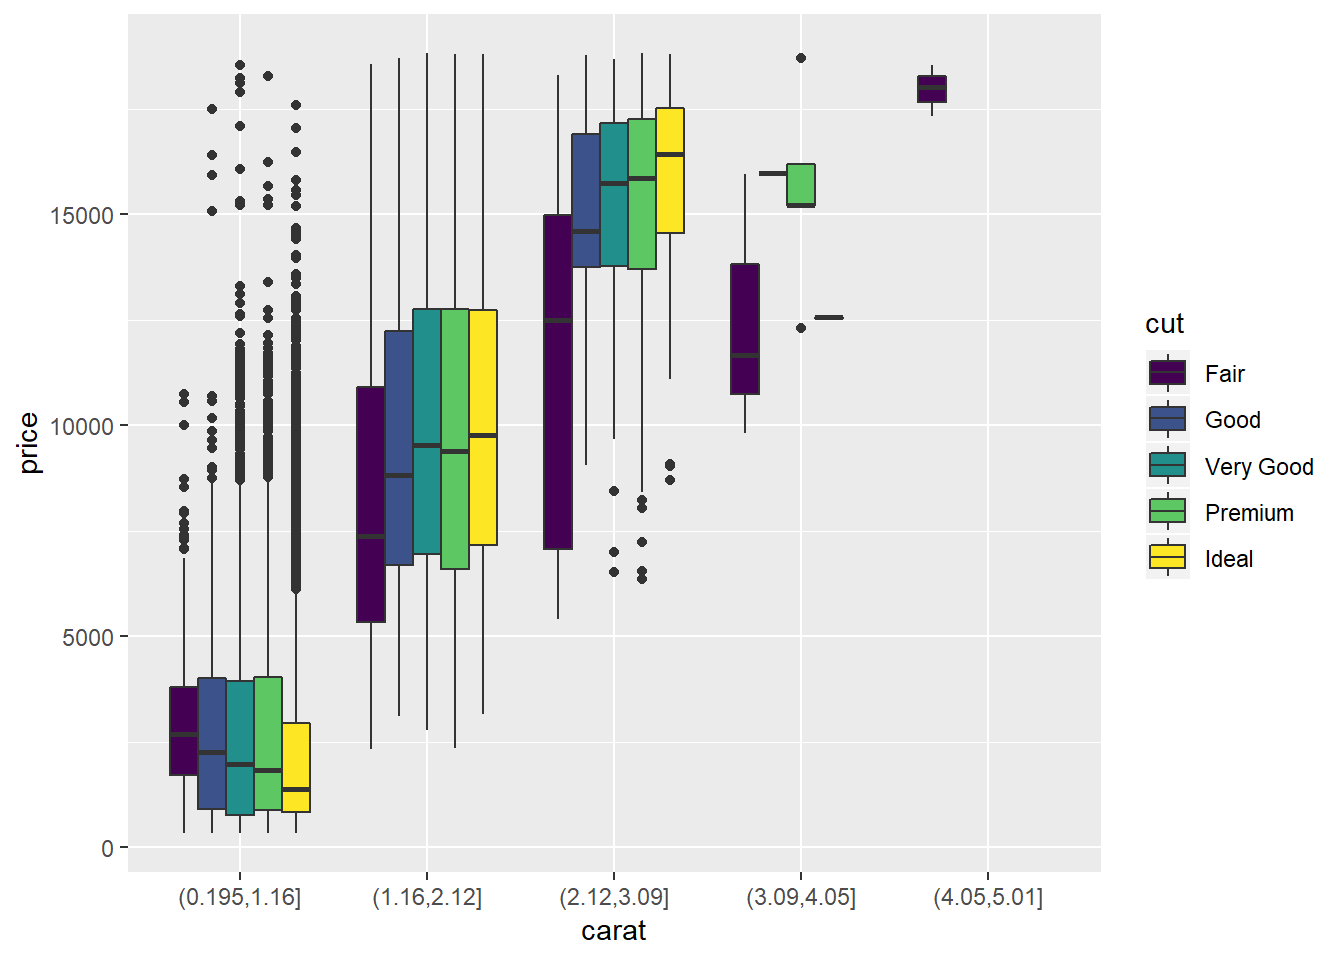 price
15000
10000
5000
0
(0.195,1.16] (1.16,2.12] (2.12,3.09] (3.09,4.05] (4.05,5.01]
carat
cut
Fair
Good
Very Good
Premium
Ideal